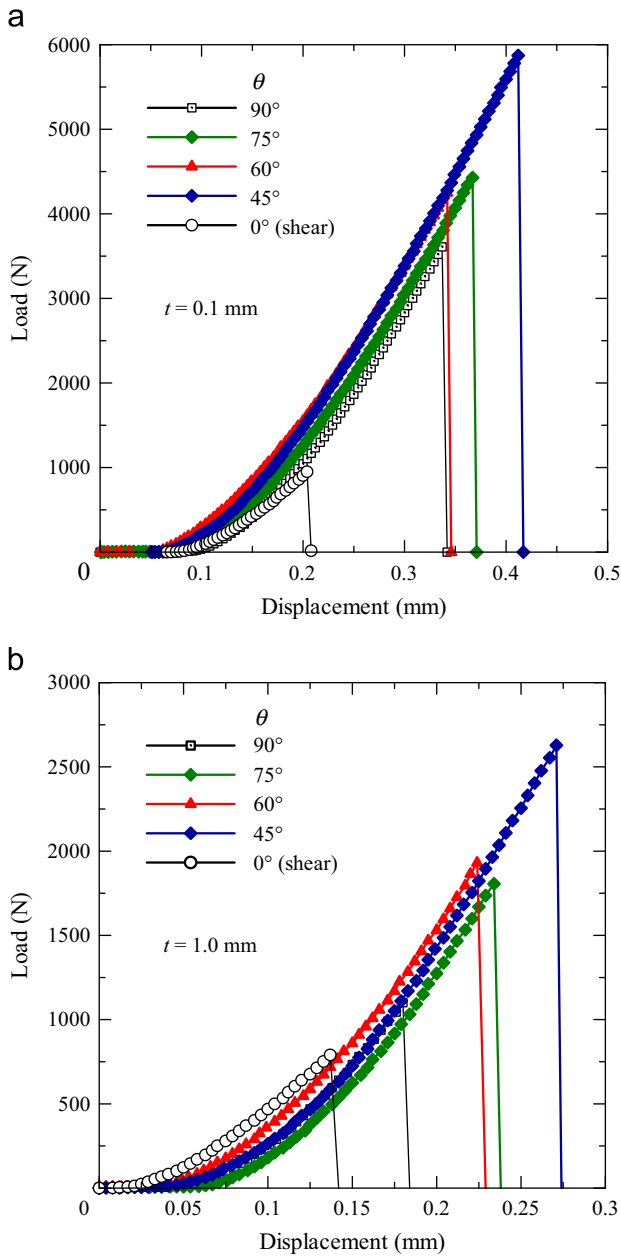 a
6000
5000
4000
3000
2000
1000
0
Load (N)
θ
90°
75°
60°
45°
0° (shear)
t = 0.1 mm
0.1
0.2
0.3
0.4
0.5
Displacement (mm)
b
3000
2500
2000
1500
1000
500
0
Load (N)
θ
90°
75°
60°
45°
0° (shear)
t = 1.0 mm
0.05
0.1
0.15
0.2
0.25
0.3
Displacement (mm)